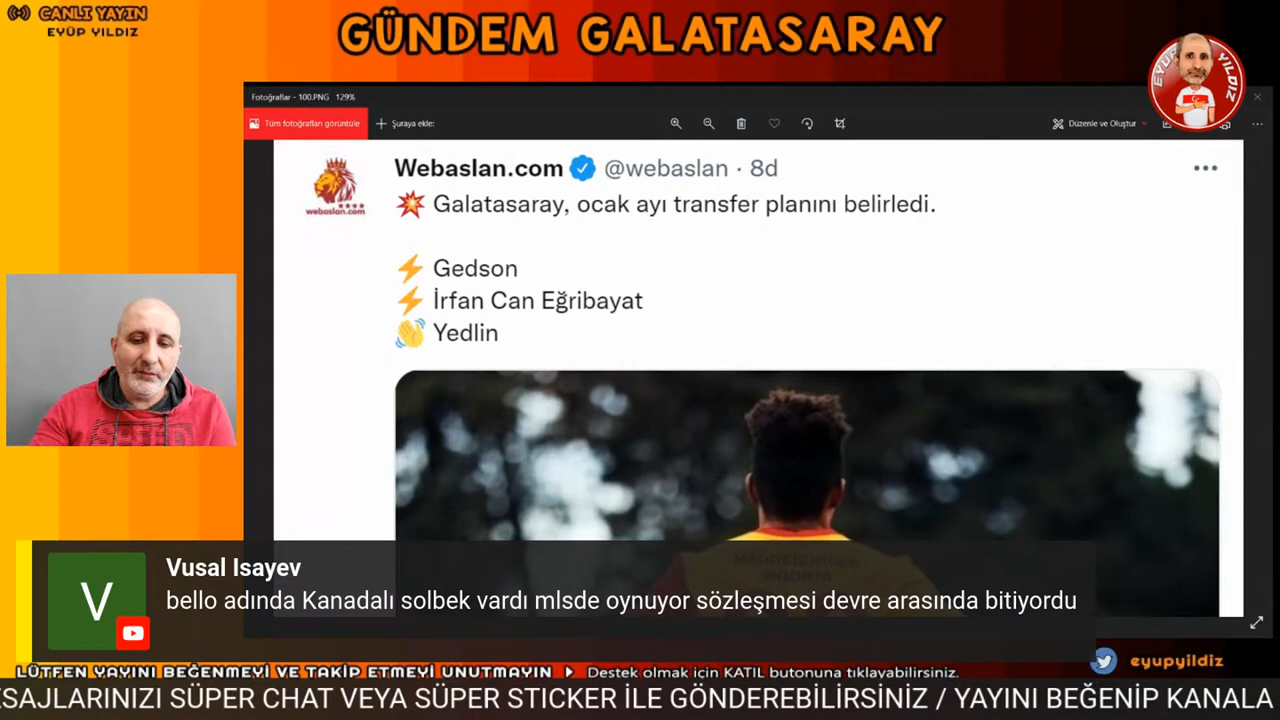 CANLI YAYIN
EYÜP YILDIZ
GÜNDEM GALATASARAY
EYÜP YILDIZ
Fotoğraflar - 100.PNG 129%
Tüm fotoğrafları görüntüle
Şuraya ekle:
Düzenle ve Oluştur
Webaslan.com @webaslan · 8d
webaslan.com
💥 Galatasaray, ocak ayı transfer planını belirledi.
⚡ Gedson
⚡ İrfan Can Eğribayat
👋 Yedlin
V
Vusal Isayev
bello adında Kanadalı solbek vardı mlsde oynuyor sözleşmesi devre arasında bitiyordu
LÜTFEN YAYINI BEĞENMEYİ VE TAKİP ETMEYİ UNUTMAYIN ▶ Destek olmak için KATIL butonuna tıklayabilirsiniz.
eyupyildiz
ESAJLARINIZI SÜPER CHAT VEYA SÜPER STICKER İLE GÖNDEREBİLİRSİNİZ / YAYINI BEĞENİP KANALA